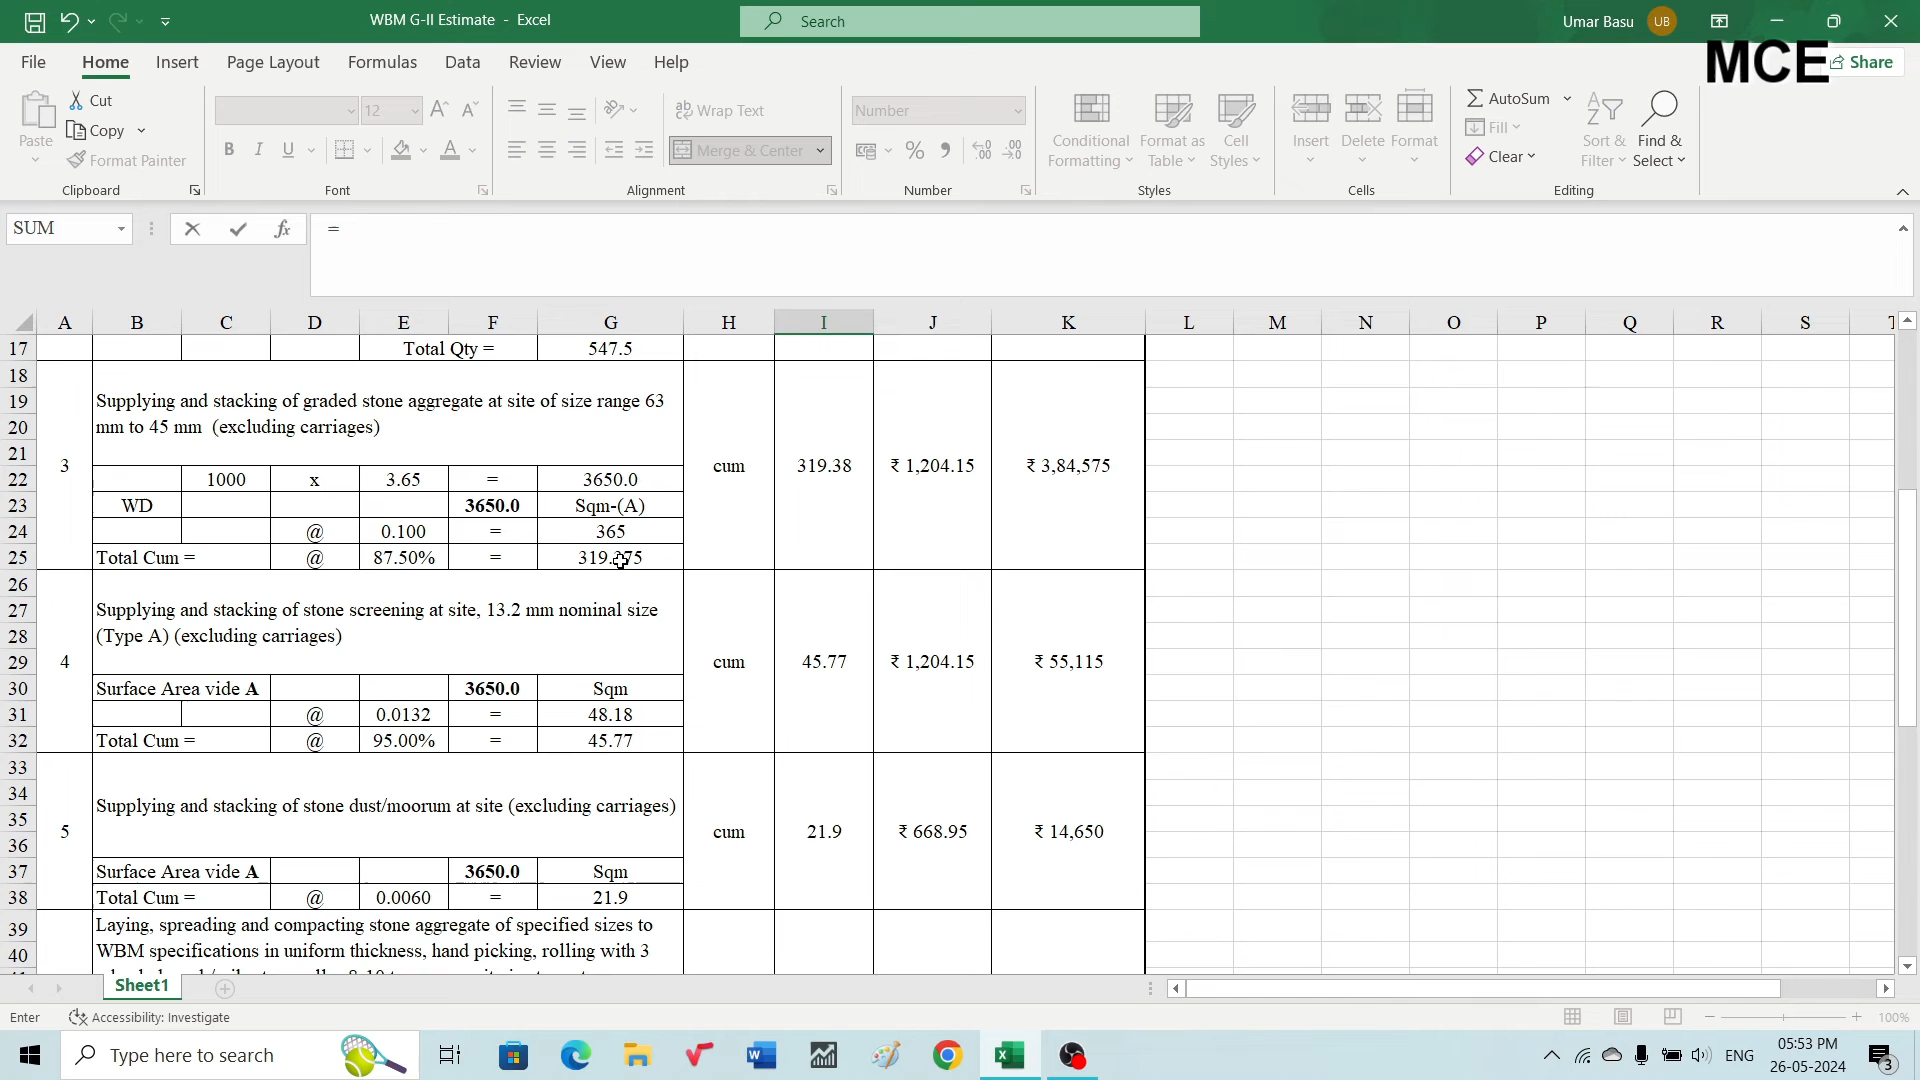 WBM G-II Estimate - Excel
Search
Umar Basu UB
MCE
File Home Insert Page Layout Formulas Data Review View Help
Share
Paste
Cut
Copy
Format Painter
Clipboard
12
A A
B I U A
Font
Wrap Text
Merge & Center
Alignment
Number
% 9
Number
Conditional Formatting
Format as Table
Cell Styles
Styles
Insert Delete Format
Cells
AutoSum
Fill
Clear
Sort & Filter
Find & Select
Editing
SUM fx =
A B C D E F G H I J K L M N O P Q R S
17 Total Qty = 547.5
18
19 Supplying and stacking of graded stone aggregate at site of size range 63
20 mm to 45 mm (excluding carriages)
21
3 cum 319.38 ₹ 1,204.15 ₹ 3,84,575
22 1000 x 3.65 = 3650.0
23 WD 3650.0 Sqm-(A)
24 @ 0.100 = 365
25 Total Cum = @ 87.50% =
26
27 Supplying and stacking of stone screening at site, 13.2 mm nominal size
28 (Type A) (excluding carriages)
29 4 cum 45.77 ₹ 1,204.15 ₹ 55,115
30 Surface Area vide A 3650.0 Sqm
31 @ 0.0132 = 48.18
32 Total Cum = @ 95.00% = 45.77
33
34 Supplying and stacking of stone dust/moorum at site (excluding carriages)
35
5 cum 21.9 ₹ 668.95 ₹ 14,650
36
37 Surface Area vide A 3650.0 Sqm
38 Total Cum = @ 0.0060 = 21.9
39 Laying, spreading and compacting stone aggregate of specified sizes to
40 WBM specifications in uniform thickness, hand picking, rolling with 3
Sheet1
Enter Accessibility: Investigate
100%
Type here to search
ENG
05:53 PM
26-05-2024
3